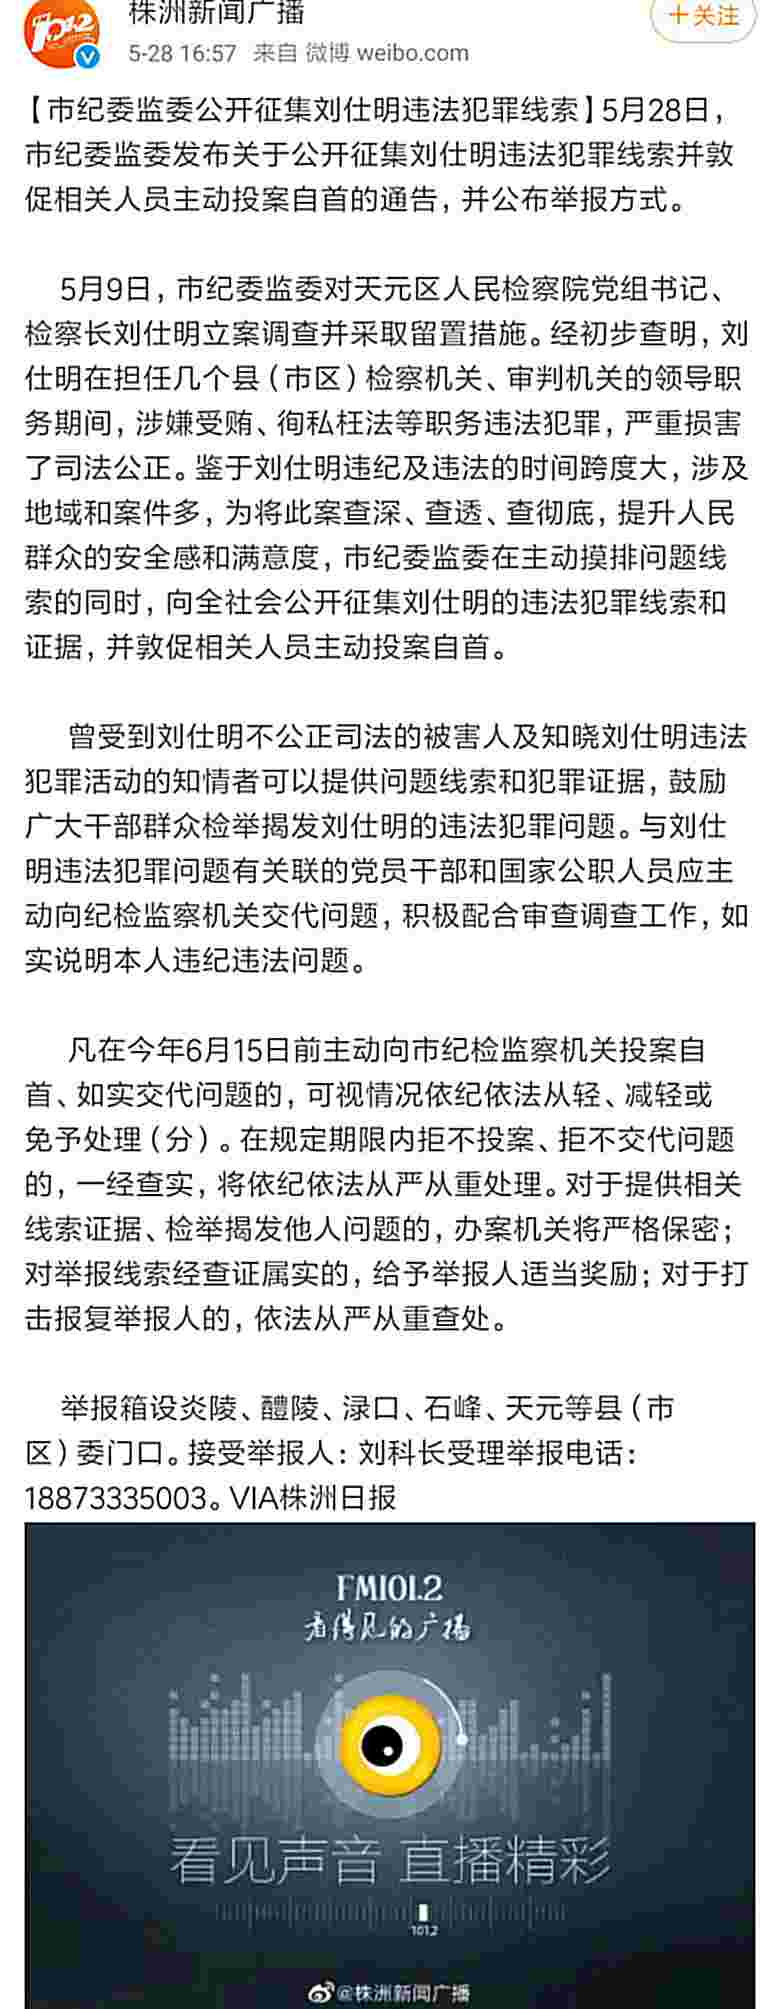 101.2
株洲新闻广播
+关注
5-28 16:57 来自 微博 weibo.com
【市纪委监委公开征集刘仕明违法犯罪线索】5月28日，
市纪委监委发布关于公开征集刘仕明违法犯罪线索并敦
促相关人员主动投案自首的通告，并公布举报方式。
5月9日，市纪委监委对天元区人民检察院党组书记、
检察长刘仕明立案调查并采取留置措施。经初步查明，刘
仕明在担任几个县（市区）检察机关、审判机关的领导职
务期间，涉嫌受贿、徇私枉法等职务违法犯罪，严重损害
了司法公正。鉴于刘仕明违纪及违法的时间跨度大，涉及
地域和案件多，为将此案查深、查透、查彻底，提升人民
群众的安全感和满意度，市纪委监委在主动摸排问题线
索的同时，向全社会公开征集刘仕明的违法犯罪线索和
证据，并敦促相关人员主动投案自首。
曾受到刘仕明不公正司法的被害人及知晓刘仕明违法
犯罪活动的知情者可以提供问题线索和犯罪证据，鼓励
广大干部群众检举揭发刘仕明的违法犯罪问题。与刘仕
明违法犯罪问题有关联的党员干部和国家公职人员应主
动向纪检监察机关交代问题，积极配合审查调查工作，如
实说明本人违纪违法问题。
凡在今年6月15日前主动向市纪检监察机关投案自
首、如实交代问题的，可视情况依纪依法从轻、减轻或
免予处理（分）。在规定期限内拒不投案、拒不交代问题
的，一经查实，将依纪依法从严从重处理。对于提供相关
线索证据、检举揭发他人问题的，办案机关将严格保密；
对举报线索经查证属实的，给予举报人适当奖励；对于打
击报复举报人的，依法从严从重查处。
举报箱设炎陵、醴陵、渌口、石峰、天元等县（市
区）委门口。接受举报人：刘科长受理举报电话：
18873335003。VIA株洲日报
FM101.2
看得见的广播
看见声音 直播精彩
101.2
@株洲新闻广播